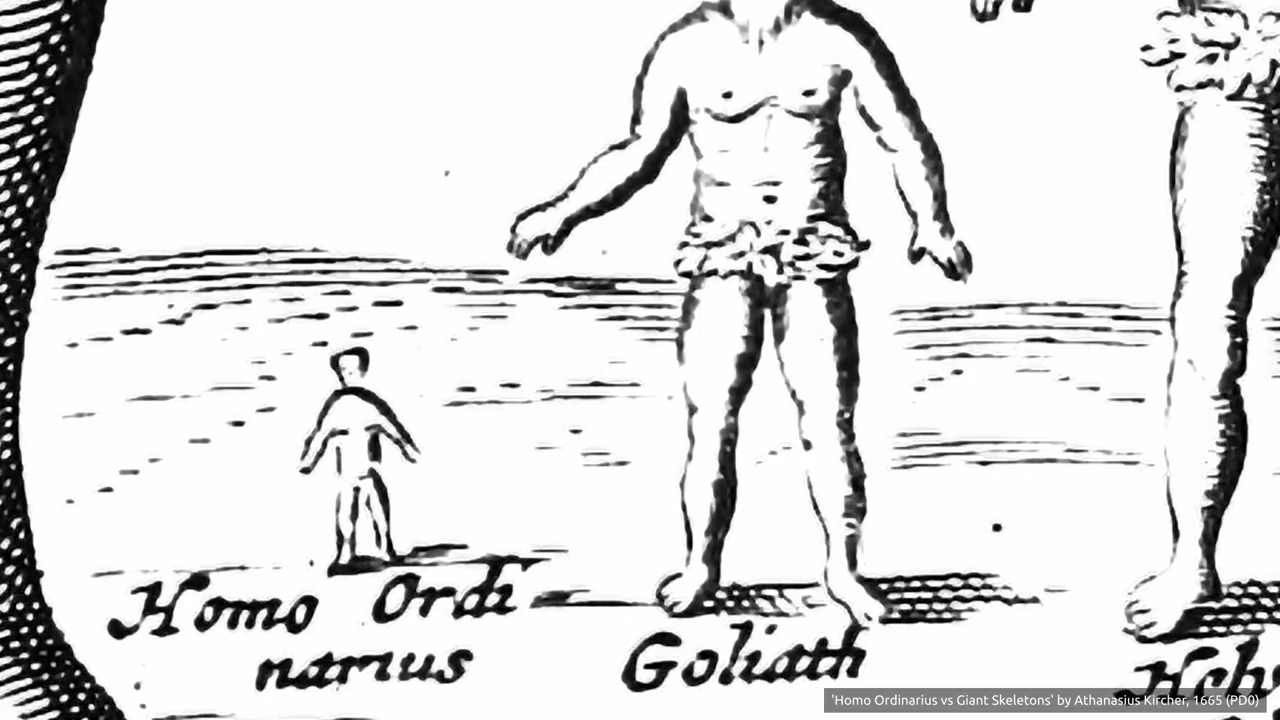 Homo Ordi
narius
Goliath
'Homo Ordinarius vs Giant Skeletons' by Athanasius Kircher, 1665 (PD0)